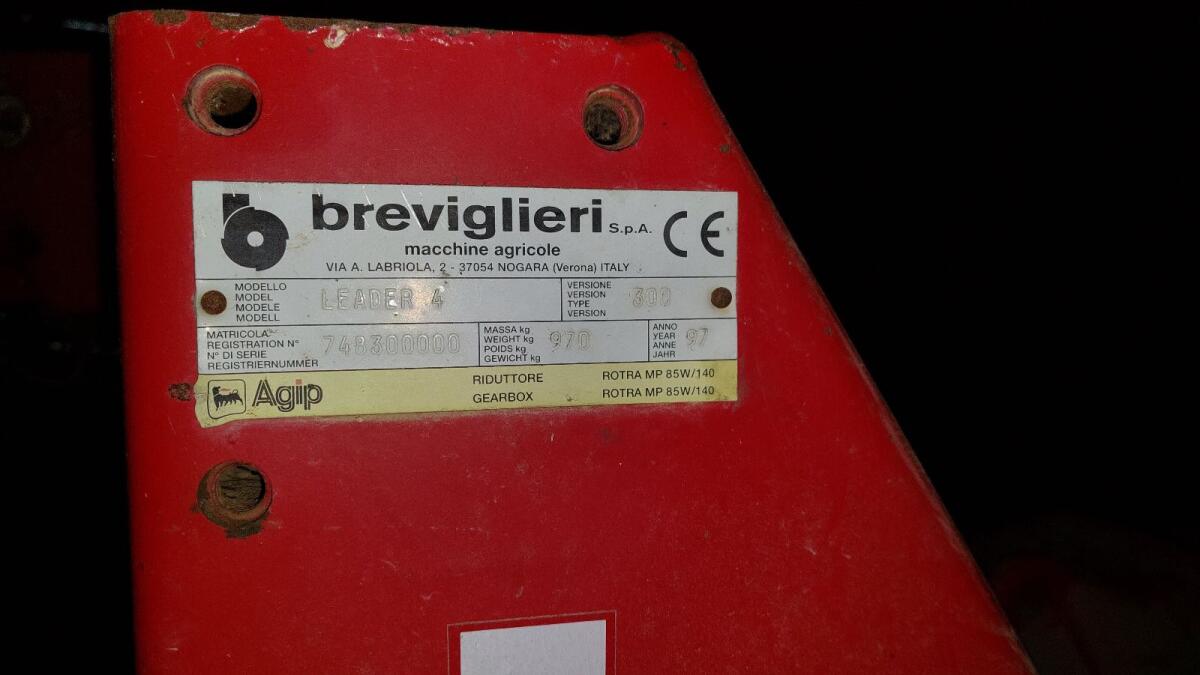 breviglieri S.p.A. CE
macchine agricole
VIA A. LABRIOLA, 2 - 37054 NOGARA (Verona) ITALY
MODELLO
MODEL
MODELE
MODELL
LEADER 4
VERSIONE
VERSION
TYPE
VERSION
300
MATRICOLA
REGISTRATION N°
N° DI SERIE
REGISTRIERNUMMER
748300000
MASSA kg
WEIGHT kg
POIDS kg
GEWICHT kg
970
ANNO
YEAR
ANNE
JAHR
97
Agip
RIDUTTORE ROTRA MP 85W/140
GEARBOX ROTRA MP 85W/140